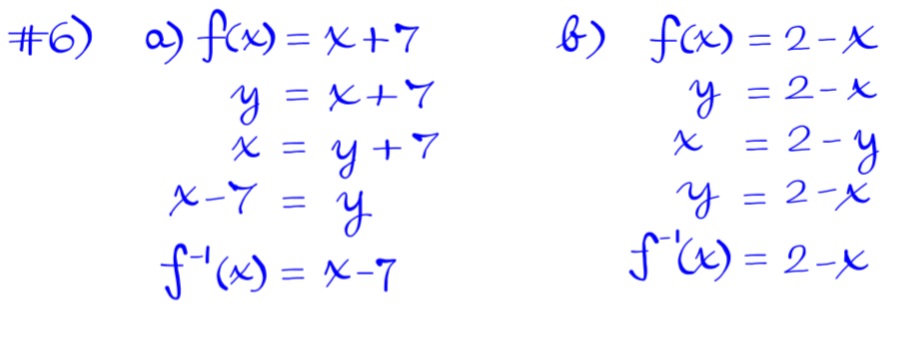 #6) a) f(x) = x+7
y = x+7
x = y+7
x-7 = y
f⁻¹(x) = x-7
b) f(x) = 2-x
y = 2-x
x = 2-y
y = 2-x
f⁻¹(x) = 2-x